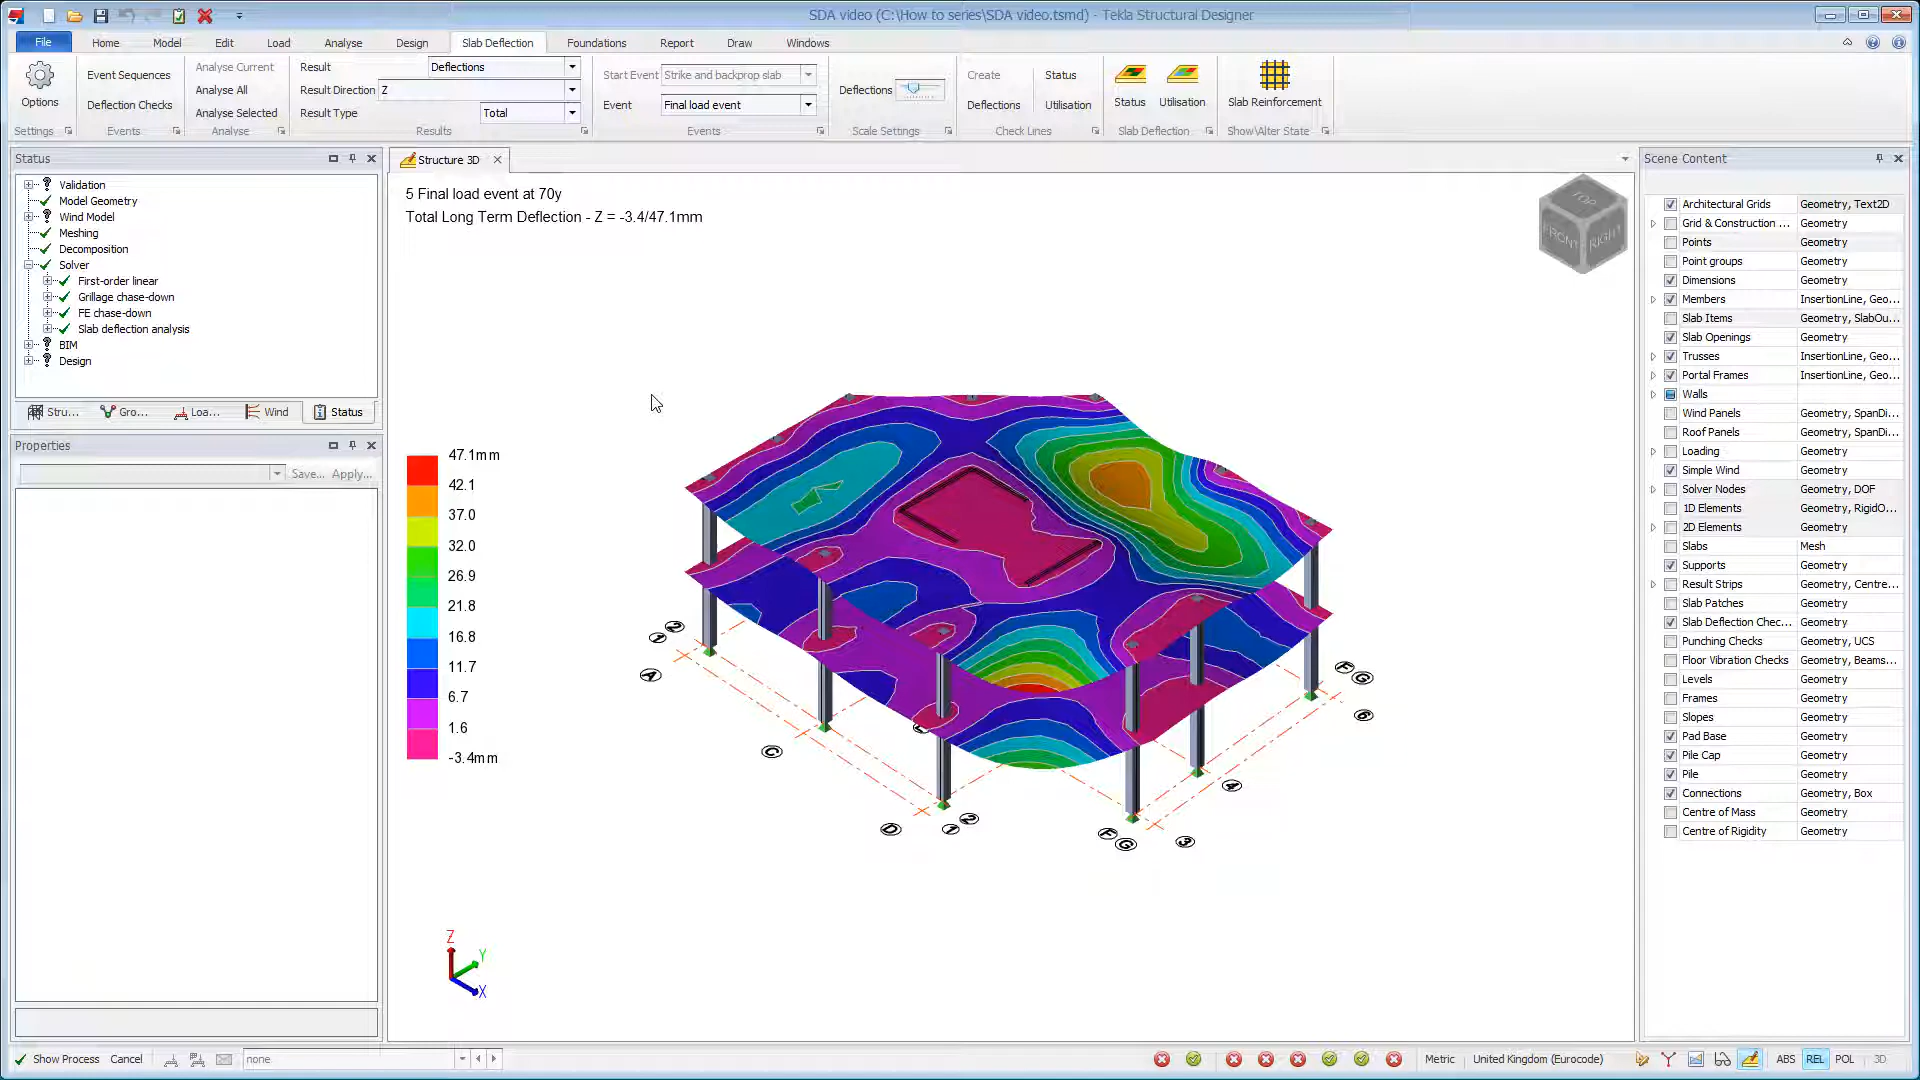 SDA video (C:\How to series\SDA video.tsmd) - Tekla Structural Designer
File Home Model Edit Load Analyse Design Slab Deflection Foundations Report Draw Windows
Options
Settings
Event Sequences
Deflection Checks
Events
Analyse Current
Analyse All
Analyse Selected
Analyse
Result Deflections
Result Direction Z
Result Type Total
Results
Start Event Strike and backprop slab
Event Final load event
Events
Deflections
Scale Settings
Create
Deflections
Status
Utilisation
Check Lines
Status Utilisation
Slab Deflection
Slab Reinforcement
Show\Alter State
Status
Validation
Model Geometry
Wind Model
Meshing
Decomposition
Solver
First-order linear
Grillage chase-down
FE chase-down
Slab deflection analysis
BIM
Design
Stru... Gro... Loa... Wind Status
Properties
Save... Apply...
Structure 3D
5 Final load event at 70y
Total Long Term Deflection - Z = -3.4/47.1mm
47.1mm
42.1
37.0
32.0
26.9
21.8
16.8
11.7
6.7
1.6
-3.4mm
TOP
FRONT RIGHT
1 2
A
C
D 1 2
F G 3
4
F G
6
Z
Y
X
Scene Content
Architectural Grids Geometry, Text2D
Grid & Construction ... Geometry
Points Geometry
Point groups Geometry
Dimensions Geometry
Members InsertionLine, Geo...
Slab Items Geometry, SlabOu...
Slab Openings Geometry
Trusses InsertionLine, Geo...
Portal Frames InsertionLine, Geo...
Walls
Wind Panels Geometry, SpanDi...
Roof Panels Geometry, SpanDi...
Loading Geometry
Simple Wind Geometry
Solver Nodes Geometry, DOF
1D Elements Geometry, RigidO...
2D Elements Geometry
Slabs Mesh
Supports Geometry
Result Strips Geometry, Centre...
Slab Patches Geometry
Slab Deflection Chec... Geometry
Punching Checks Geometry, UCS
Floor Vibration Checks Geometry, Beams...
Levels Geometry
Frames Geometry
Slopes Geometry
Pad Base Geometry
Pile Cap Geometry
Pile Geometry
Connections Geometry, Box
Centre of Mass Geometry
Centre of Rigidity Geometry
Show Process Cancel none Metric United Kingdom (Eurocode) ABS REL POL 3D